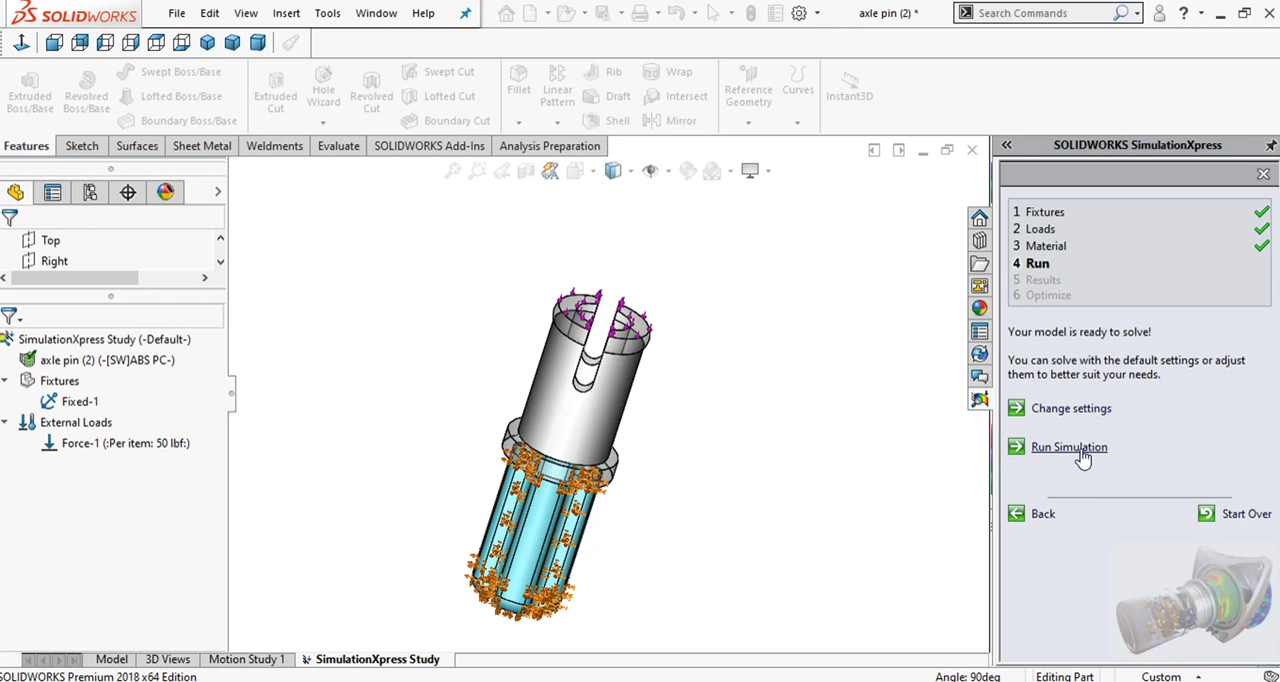 SOLIDWORKS
File Edit View Insert Tools Window Help
axle pin (2) *
Search Commands
?
Extruded Boss/Base
Revolved Boss/Base
Swept Boss/Base
Lofted Boss/Base
Boundary Boss/Base
Extruded Cut
Hole Wizard
Revolved Cut
Swept Cut
Lofted Cut
Boundary Cut
Fillet
Linear Pattern
Rib
Draft
Shell
Wrap
Intersect
Mirror
Reference Geometry
Curves
Instant3D
Features Sketch Surfaces Sheet Metal Weldments Evaluate SOLIDWORKS Add-Ins Analysis Preparation
Top
Right
SimulationXpress Study (-Default-)
axle pin (2) (-[SW]ABS PC-)
Fixtures
Fixed-1
External Loads
Force-1 (:Per item: 50 lbf:)
SOLIDWORKS SimulationXpress
1 Fixtures
2 Loads
3 Material
4 Run
5 Results
6 Optimize
Your model is ready to solve!
You can solve with the default settings or adjust
them to better suit your needs.
Change settings
Run Simulation
Back Start Over
Model 3D Views Motion Study 1 SimulationXpress Study
SOLIDWORKS Premium 2018 x64 Edition Angle: 90deg Editing Part Custom